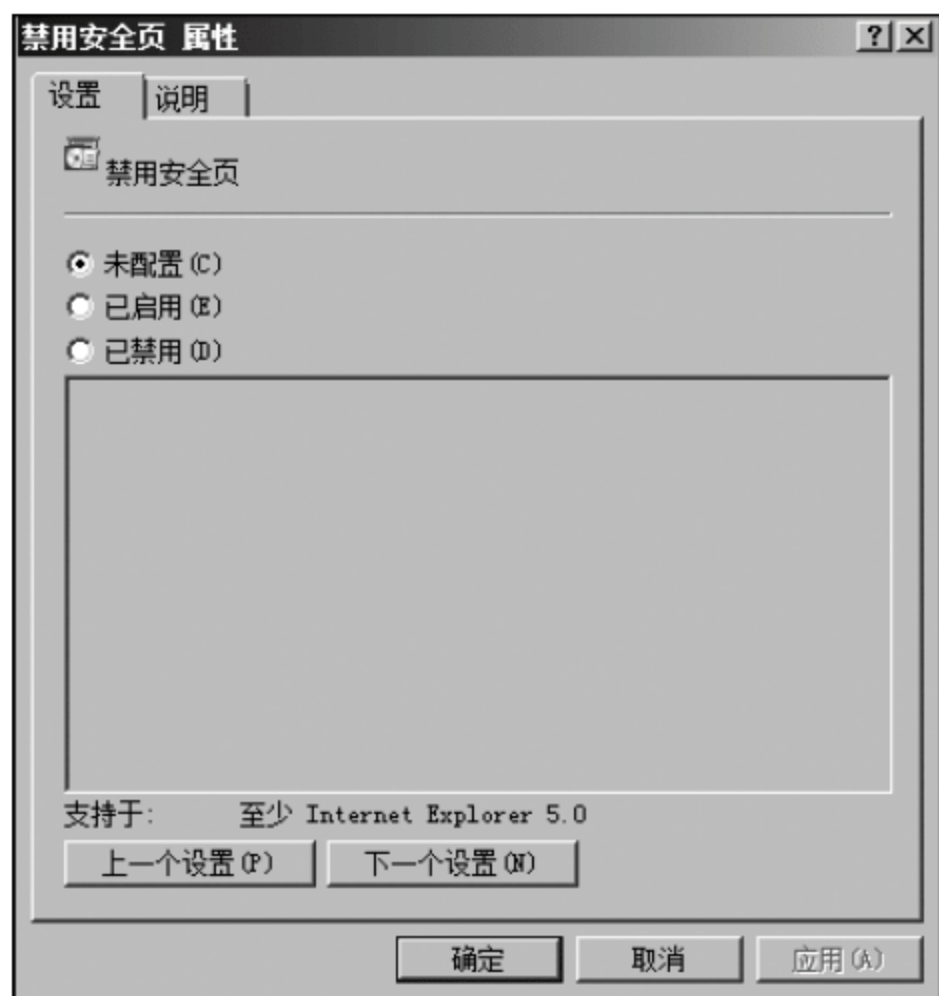 禁用安全页 属性
设置 说明
禁用安全页
未配置(C)
已启用(E)
已禁用(D)
支持于: 至少 Internet Explorer 5.0
上一个设置(P) 下一个设置(N)
确定 取消 应用(A)